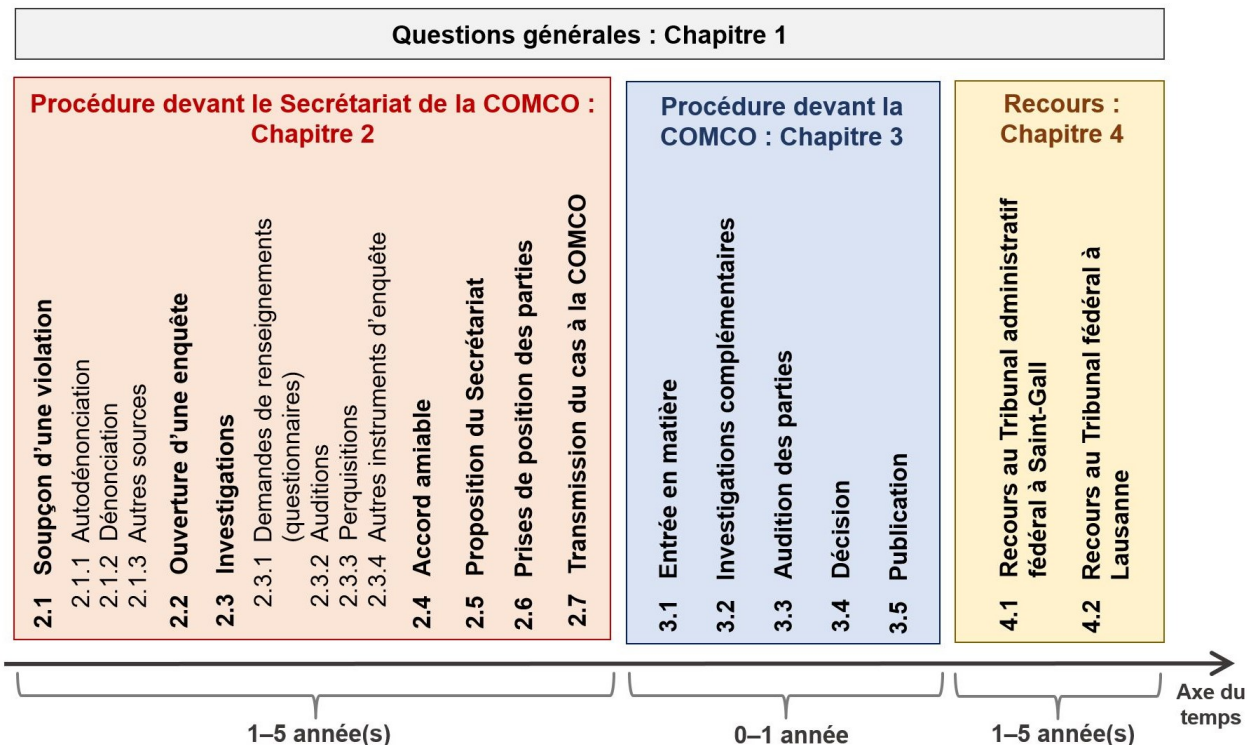 Questions générales : Chapitre 1
Procédure devant le Secrétariat de la COMCO :
Chapitre 2
2.1 Soupçon d'une violation
2.1.1 Autodénonciation
2.1.2 Dénonciation
2.1.3 Autres sources
2.2 Ouverture d'une enquête
2.3 Investigations
2.3.1 Demandes de renseignements
(questionnaires)
2.3.2 Auditions
2.3.3 Perquisitions
2.3.4 Autres instruments d'enquête
2.4 Accord amiable
2.5 Proposition du Secrétariat
2.6 Prises de position des parties
2.7 Transmission du cas à la COMCO
Procédure devant la
COMCO : Chapitre 3
3.1 Entrée en matière
3.2 Investigations complémentaires
3.3 Audition des parties
3.4 Décision
3.5 Publication
Recours :
Chapitre 4
4.1 Recours au Tribunal administratif
fédéral à Saint-Gall
4.2 Recours au Tribunal fédéral à
Lausanne
Axe du
temps
1–5 année(s)
0–1 année
1–5 année(s)